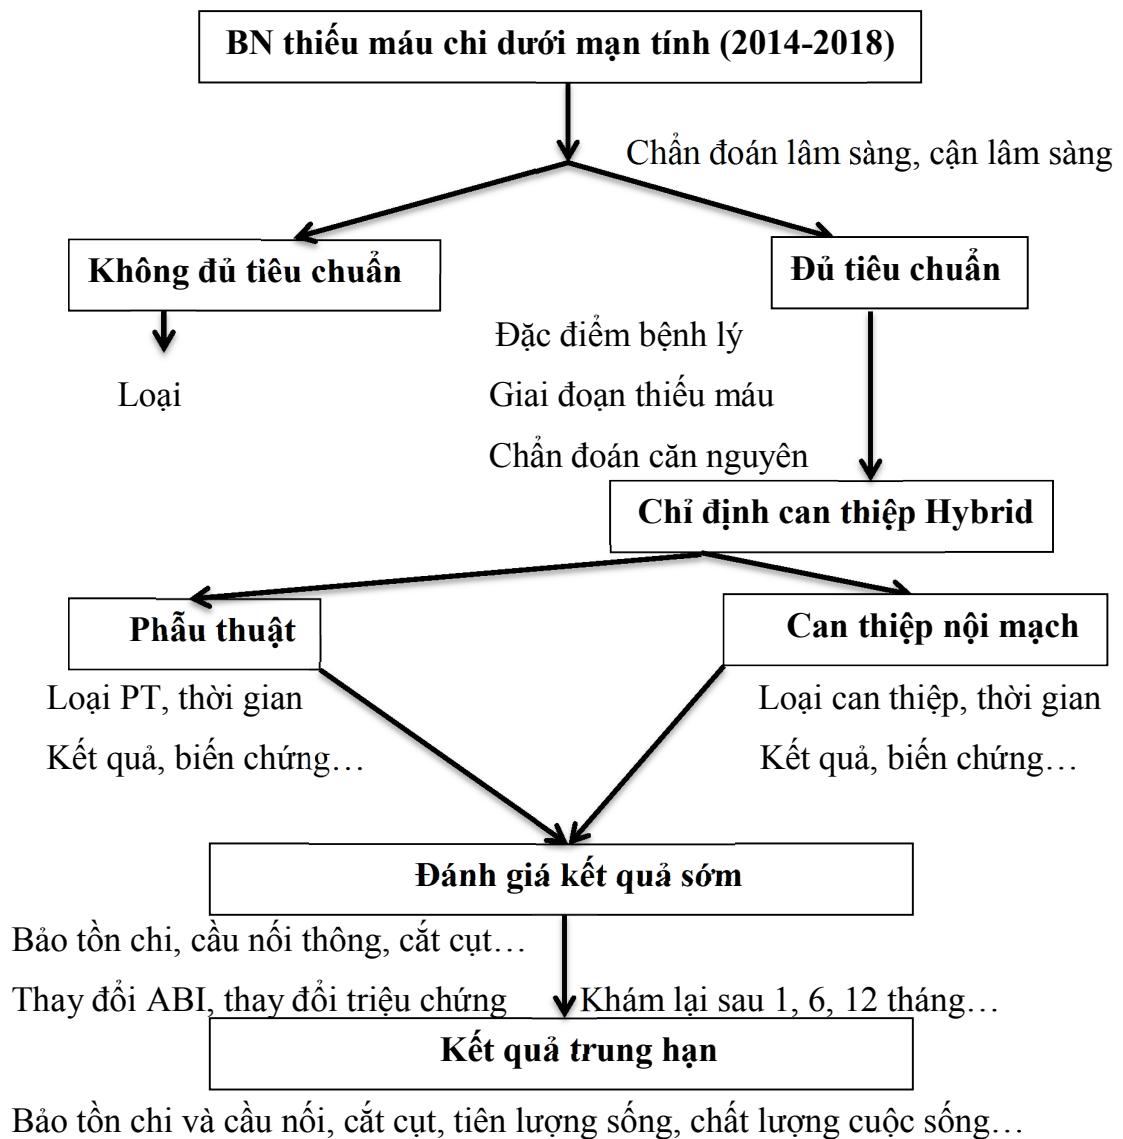 BN thiếu máu chi dưới mạn tính (2014-2018)
Chẩn đoán lâm sàng, cận lâm sàng
Không đủ tiêu chuẩn
Đủ tiêu chuẩn
Loại
Đặc điểm bệnh lý
Giai đoạn thiếu máu
Chẩn đoán căn nguyên
Chỉ định can thiệp Hybrid
Phẫu thuật
Can thiệp nội mạch
Loại PT, thời gian
Kết quả, biến chứng…
Loại can thiệp, thời gian
Kết quả, biến chứng…
Đánh giá kết quả sớm
Bảo tồn chi, cầu nối thông, cắt cụt…
Thay đổi ABI, thay đổi triệu chứng
Khám lại sau 1, 6, 12 tháng…
Kết quả trung hạn
Bảo tồn chi và cầu nối, cắt cụt, tiên lượng sống, chất lượng cuộc sống…